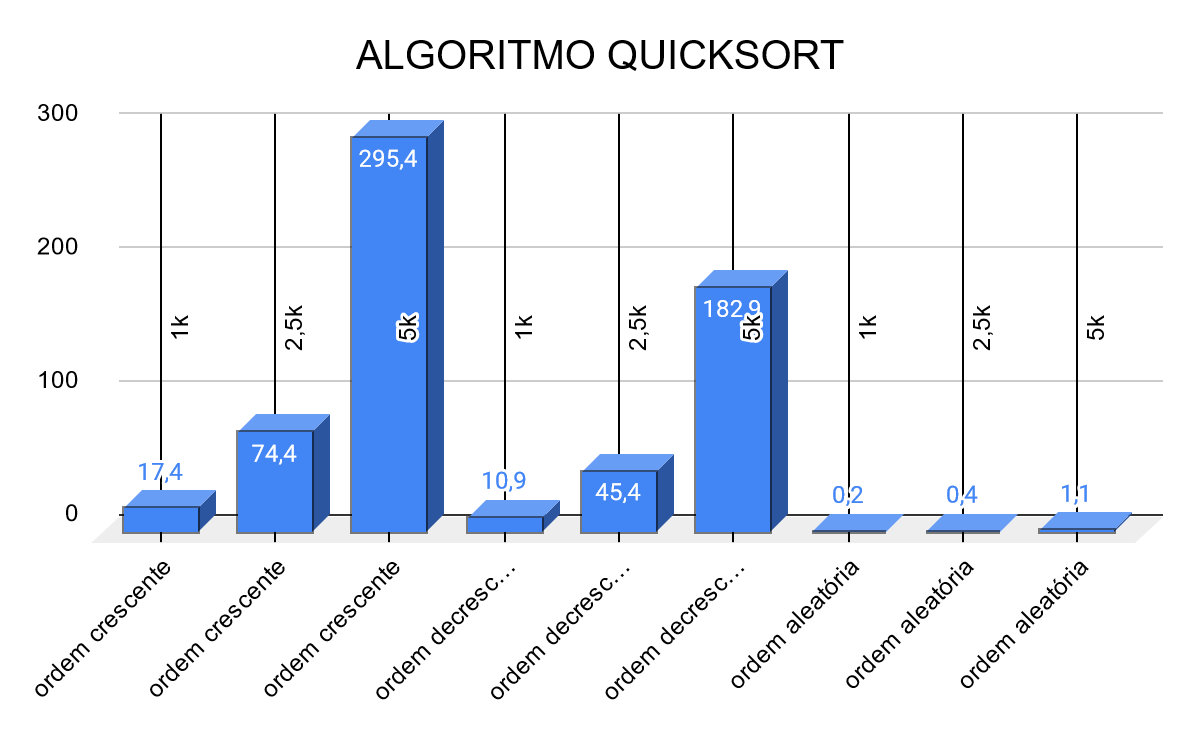 ALGORITMO QUICKSORT
300
200
100
0
17,4
74,4
295,4
10,9
45,4
182,9
0,2
0,4
1,1
1k
2,5k
5k
1k
2,5k
5k
1k
2,5k
5k
ordem crescente
ordem crescente
ordem crescente
ordem decresc...
ordem decresc...
ordem decresc...
ordem aleatória
ordem aleatória
ordem aleatória